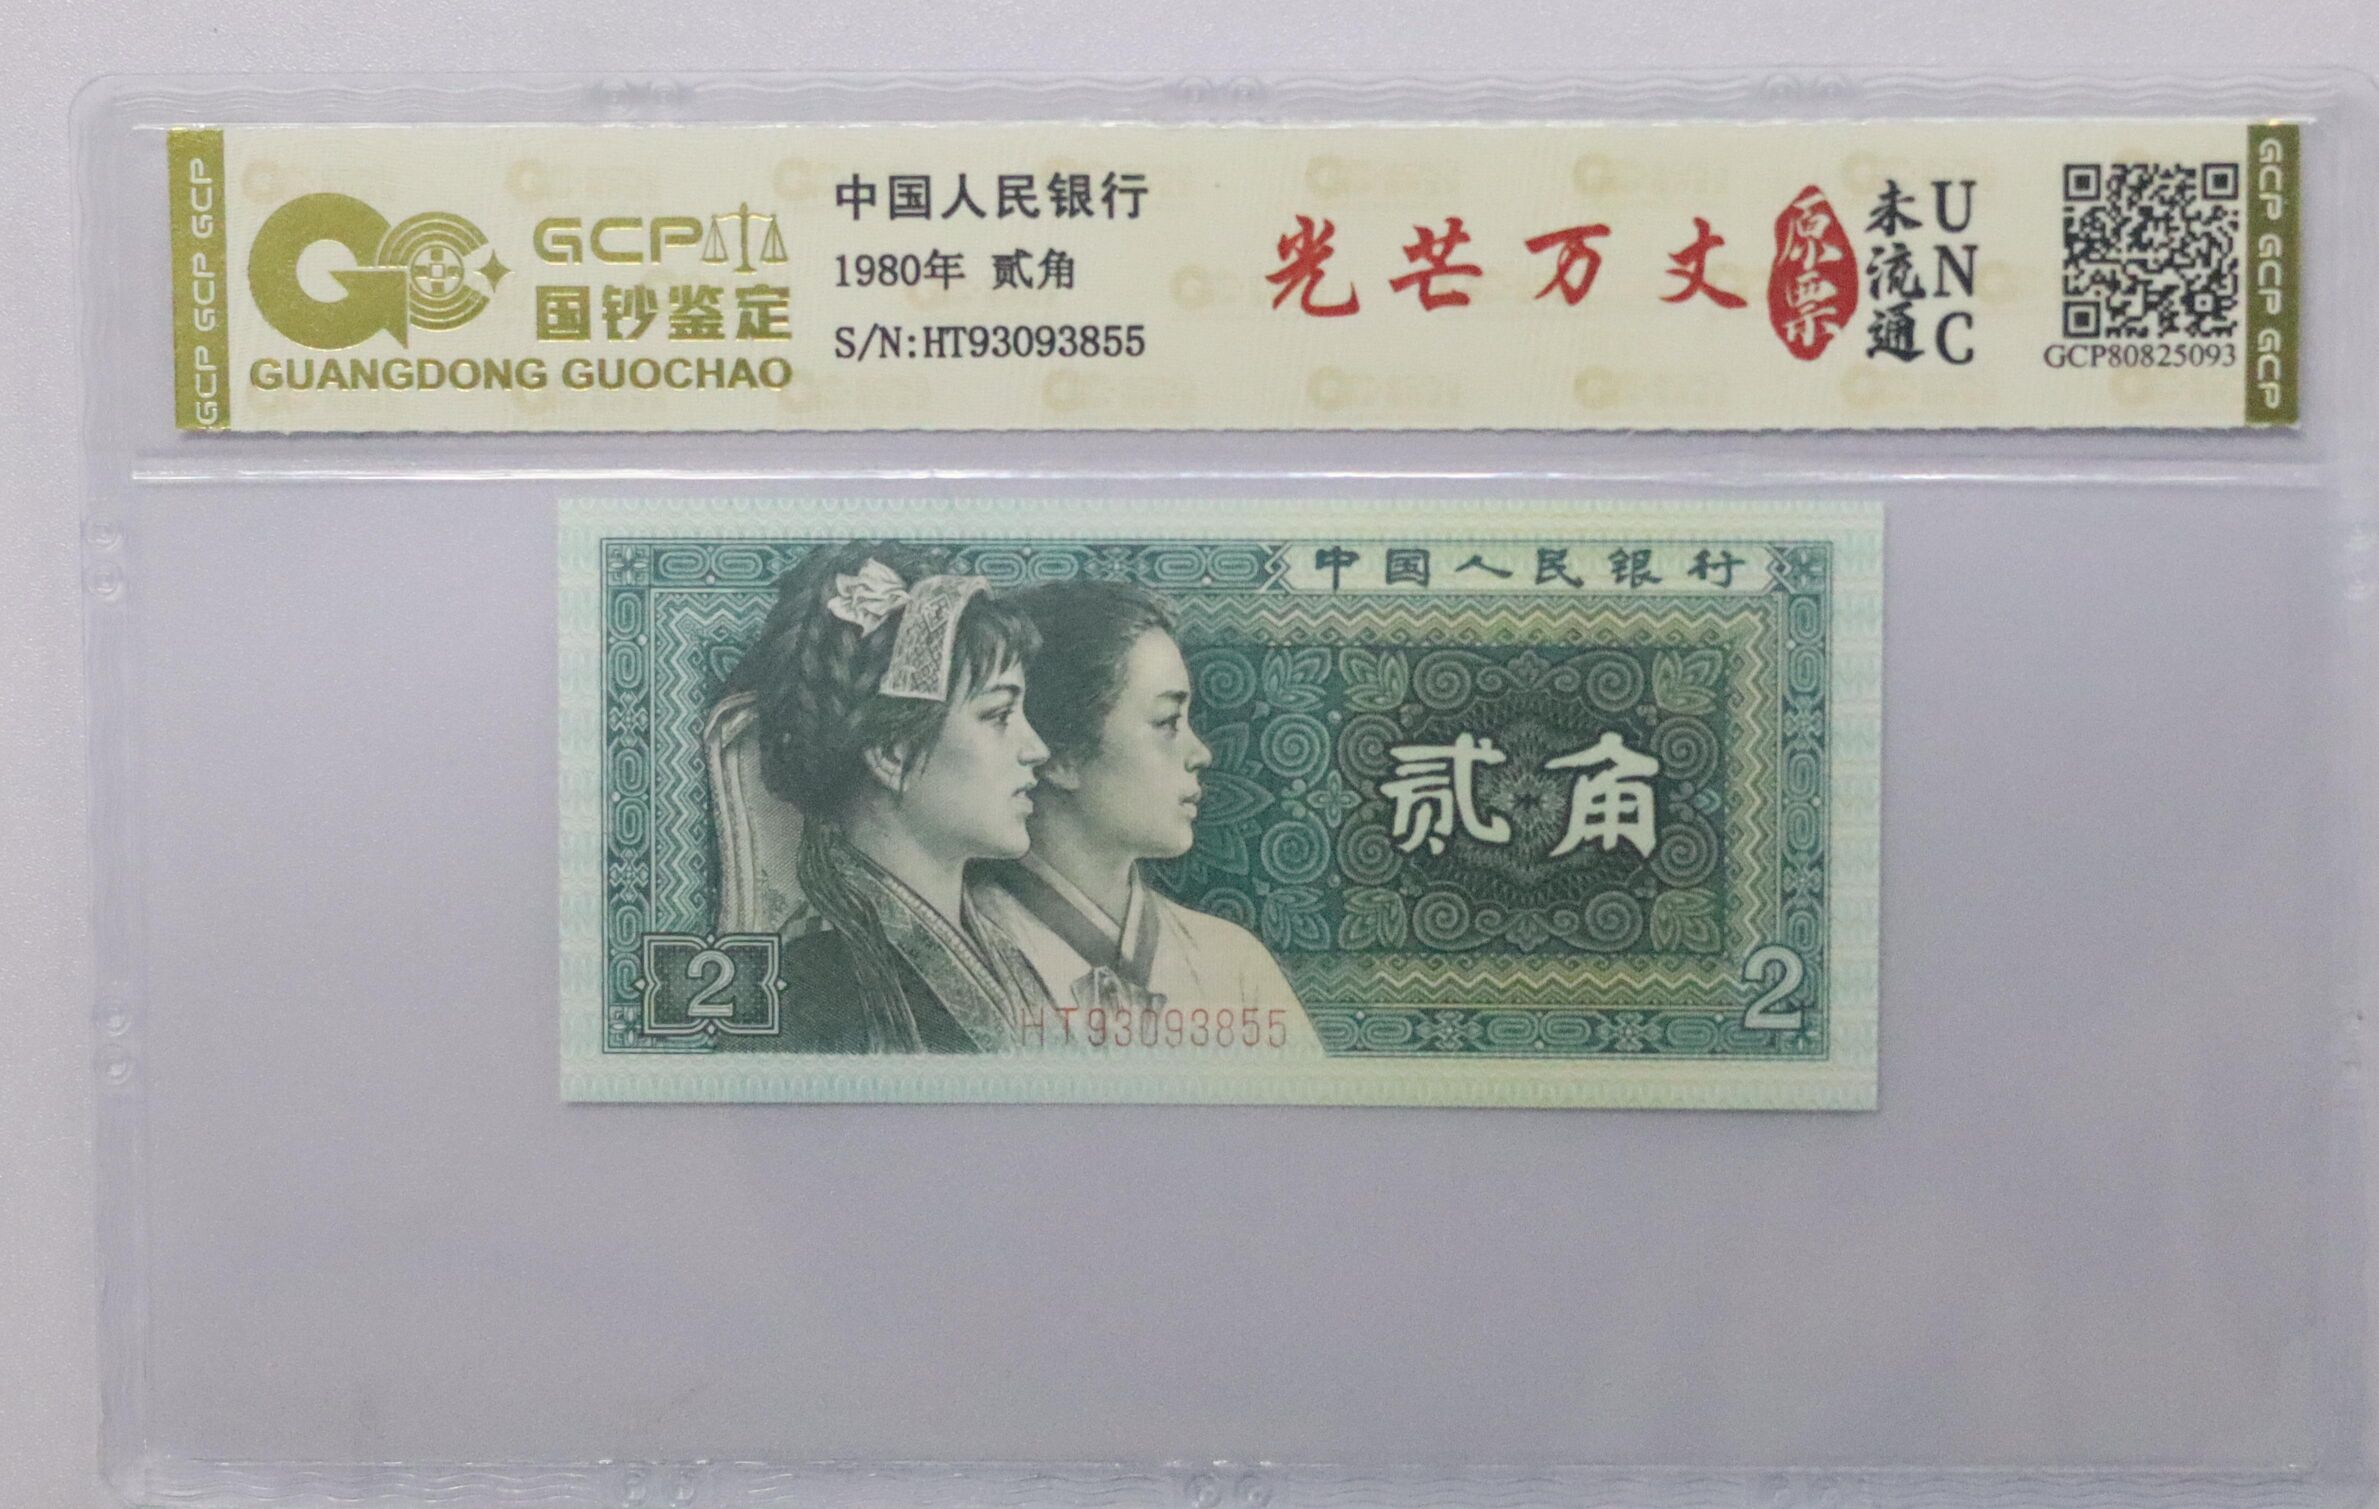 GCP GCP GCP
GCP
国钞鉴定
GUANGDONG GUOCHAO
中国人民银行
1980年 贰角
S/N:HT93093855
光芒万丈
原票
未流通
UNC
GCP80825093
GCP GCP GCP
中国人民银行
贰角
2
2
HT93093855